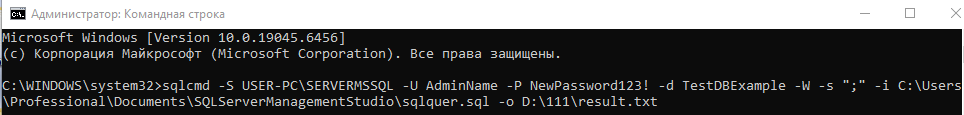 Администратор: Командная строка
Microsoft Windows [Version 10.0.19045.6456]
(c) Корпорация Майкрософт (Microsoft Corporation). Все права защищены.
C:\WINDOWS\system32>sqlcmd -S USER-PC\SERVERMSSQL -U AdminName -P NewPassword123! -d TestDBExample -W -s ";" -i C:\Users
\Professional\Documents\SQLServerManagementStudio\sqlquer.sql -o D:\111\result.txt